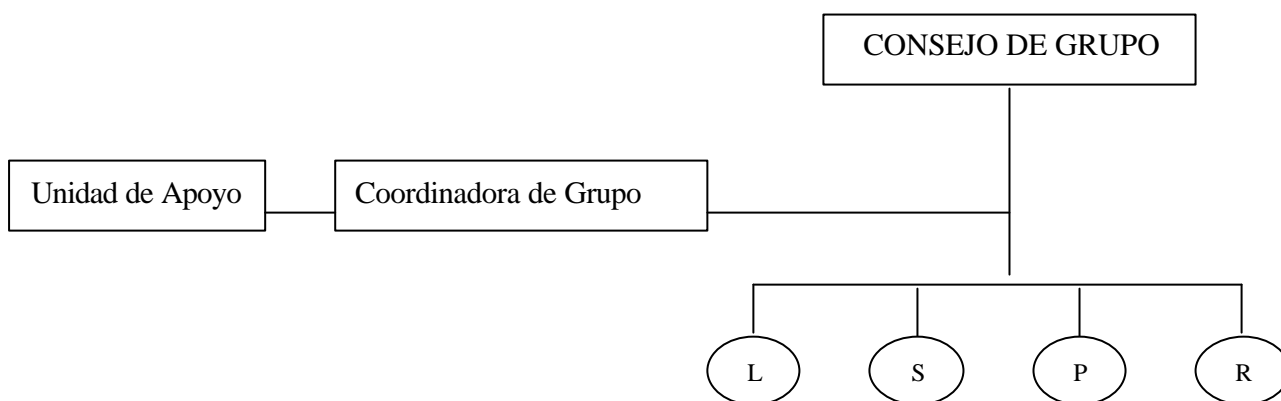 CONSEJO DE GRUPO
Unidad de Apoyo
Coordinadora de Grupo
L
S
P
R